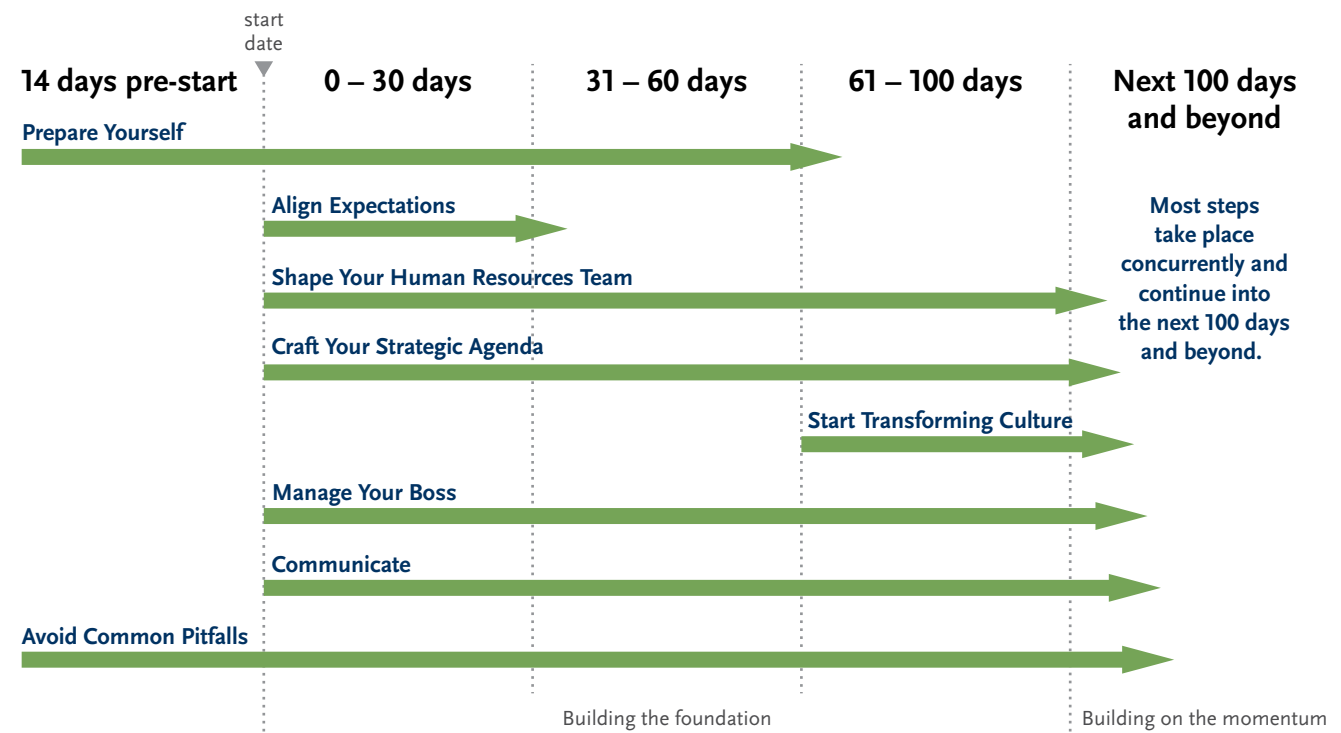 start
date
14 days pre-start
0 – 30 days
31 – 60 days
61 – 100 days
Next 100 days
and beyond
Prepare Yourself
Align Expectations
Most steps
take place
concurrently and
continue into
the next 100 days
and beyond.
Shape Your Human Resources Team
Craft Your Strategic Agenda
Start Transforming Culture
Manage Your Boss
Communicate
Avoid Common Pitfalls
Building the foundation
Building on the momentum